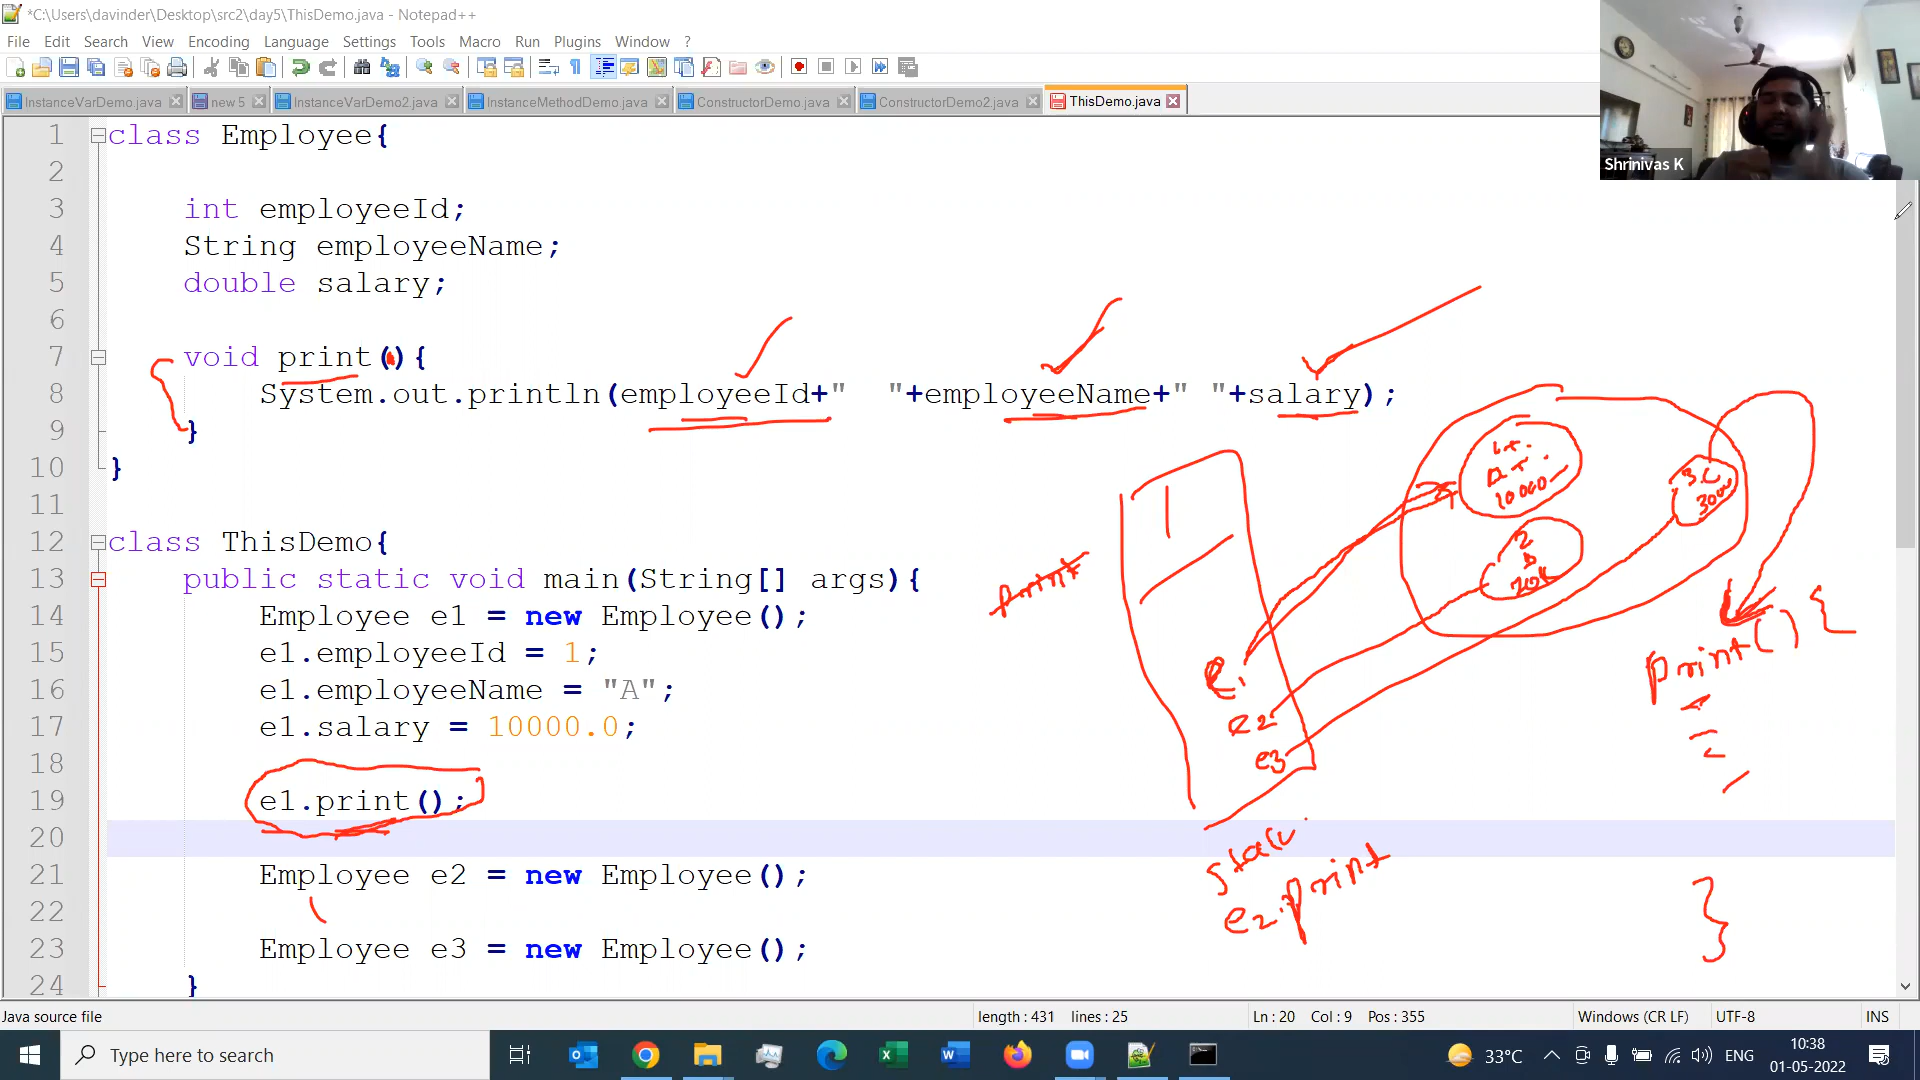 *C:\Users\davinder\Desktop\src2\day5\ThisDemo.java - Notepad++
File Edit Search View Encoding Language Settings Tools Macro Run Plugins Window ?
InstanceVarDemo.java new 5 InstanceVarDemo2.java InstanceMethodDemo.java ConstructorDemo.java ConstructorDemo2.java ThisDemo.java
Shrinivas K
1 class Employee{
2
3 int employeeId;
4 String employeeName;
5 double salary;
6
7 void print(){
8 System.out.println(employeeId+" "+employeeName+" "+salary);
9 }
10 }
11
12 class ThisDemo{
13 public static void main(String[] args){
14 Employee e1 = new Employee();
15 e1.employeeId = 1;
16 e1.employeeName = "A";
17 e1.salary = 10000.0;
18
19 e1.print();
20
21 Employee e2 = new Employee();
22
23 Employee e3 = new Employee();
24 }
10000
3 C
2
print
print(){
e2
e3
stack
e2.print
}
Java source file length : 431 lines : 25 Ln : 20 Col : 9 Pos : 355 Windows (CR LF) UTF-8 INS
Type here to search 33°C ENG 10:38
01-05-2022